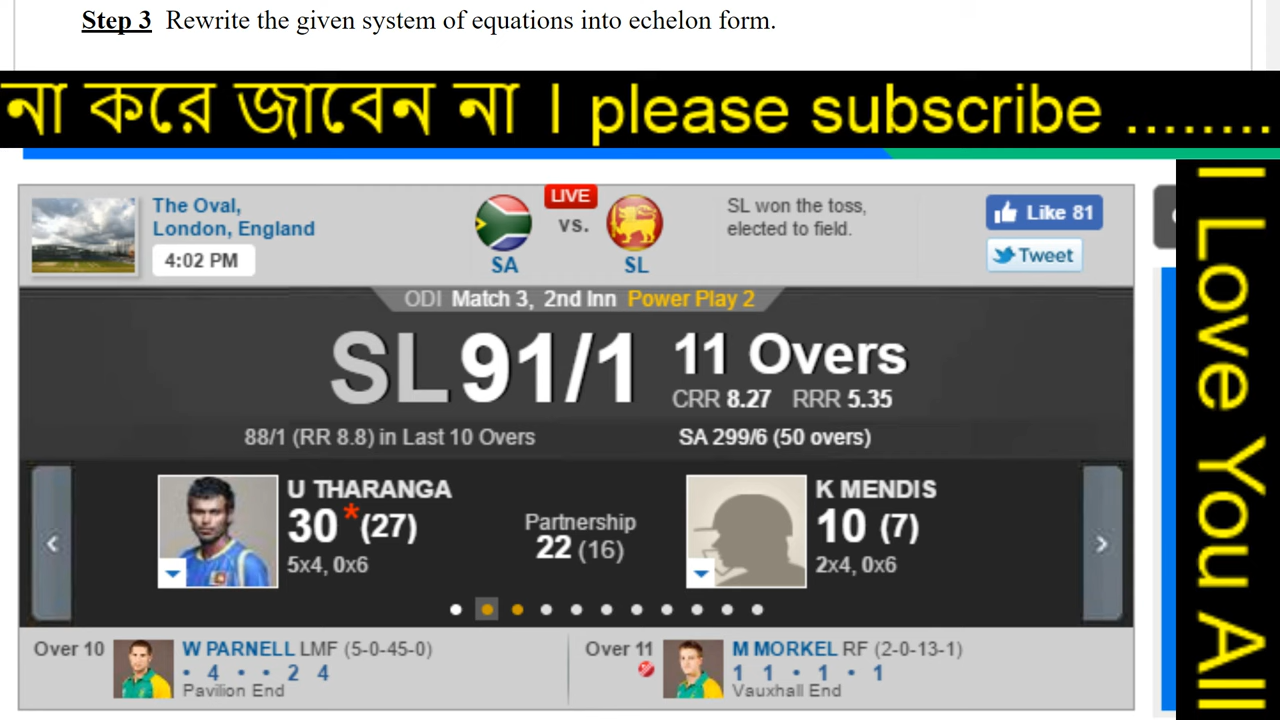 Step 3 Rewrite the given system of equations into echelon form.
না করে জাবেন না । please subscribe ........
The Oval,
London, England
4:02 PM
LIVE
vs.
SA
SL
SL won the toss,
elected to field.
Like 81
Tweet
ODI Match 3, 2nd Inn Power Play 2
SL 91/1
11 Overs
CRR 8.27 RRR 5.35
88/1 (RR 8.8) in Last 10 Overs
SA 299/6 (50 overs)
U THARANGA
30* (27)
5x4, 0x6
Partnership
22 (16)
K MENDIS
10 (7)
2x4, 0x6
Over 10
W PARNELL LMF (5-0-45-0)
• 4 • • 2 4
Pavilion End
Over 11
M MORKEL RF (2-0-13-1)
1 1 • 1 • 1
Vauxhall End
I Love You All